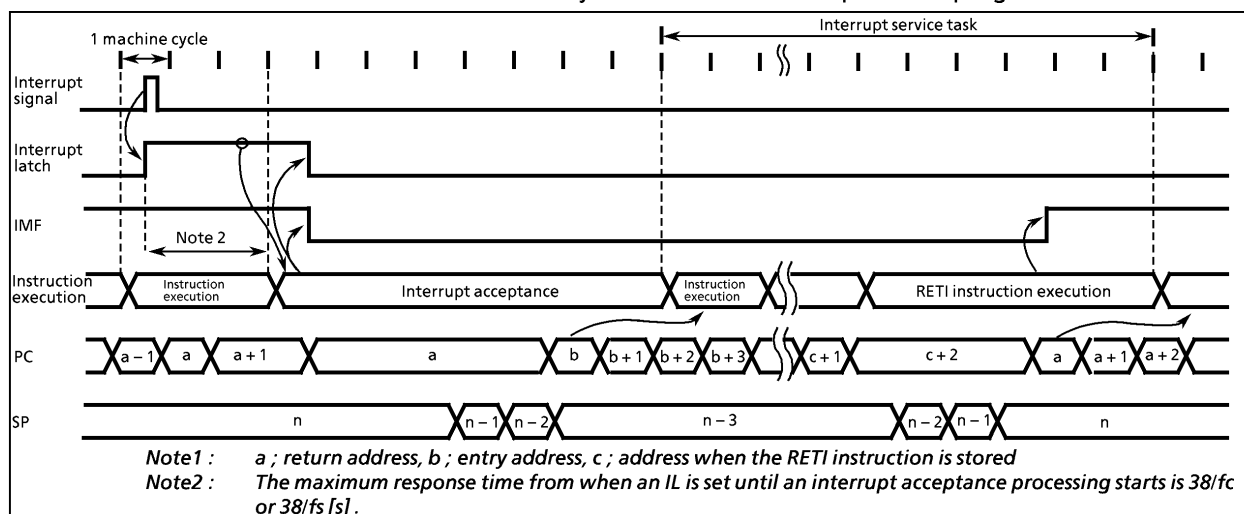 Interrupt service task
1 machine cycle
Interrupt
signal
Interrupt
latch
IMF
Note 2
Instruction
execution
Instruction
execution
Interrupt acceptance
Instruction
execution
RETI instruction execution
PC
a – 1
a
a + 1
a
b
b + 1
b + 2
b + 3
c + 1
c + 2
a
a + 1
a + 2
SP
n
n – 1
n – 2
n – 3
n – 2
n – 1
n
Note1 : a ; return address, b ; entry address, c ; address when the RETI instruction is stored
Note2 : The maximum response time from when an IL is set until an interrupt acceptance processing starts is 38/fc
or 38/fs [s] .